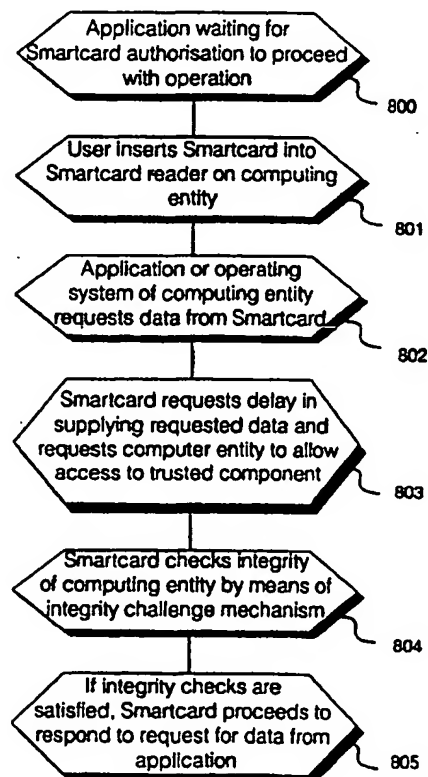 Application waiting for
Smartcard authorisation to proceed
with operation
800
User inserts Smartcard into
Smartcard reader on computing
entity
801
Application or operating
system of computing entity
requests data from Smartcard
802
Smartcard requests delay in
supplying requested data and
requests computer entity to allow
access to trusted component
803
Smartcard checks integrity
of computing entity by means of
integrity challenge mechanism
804
If integrity checks are
satisfied, Smartcard proceeds to
respond to request for data from
application
805